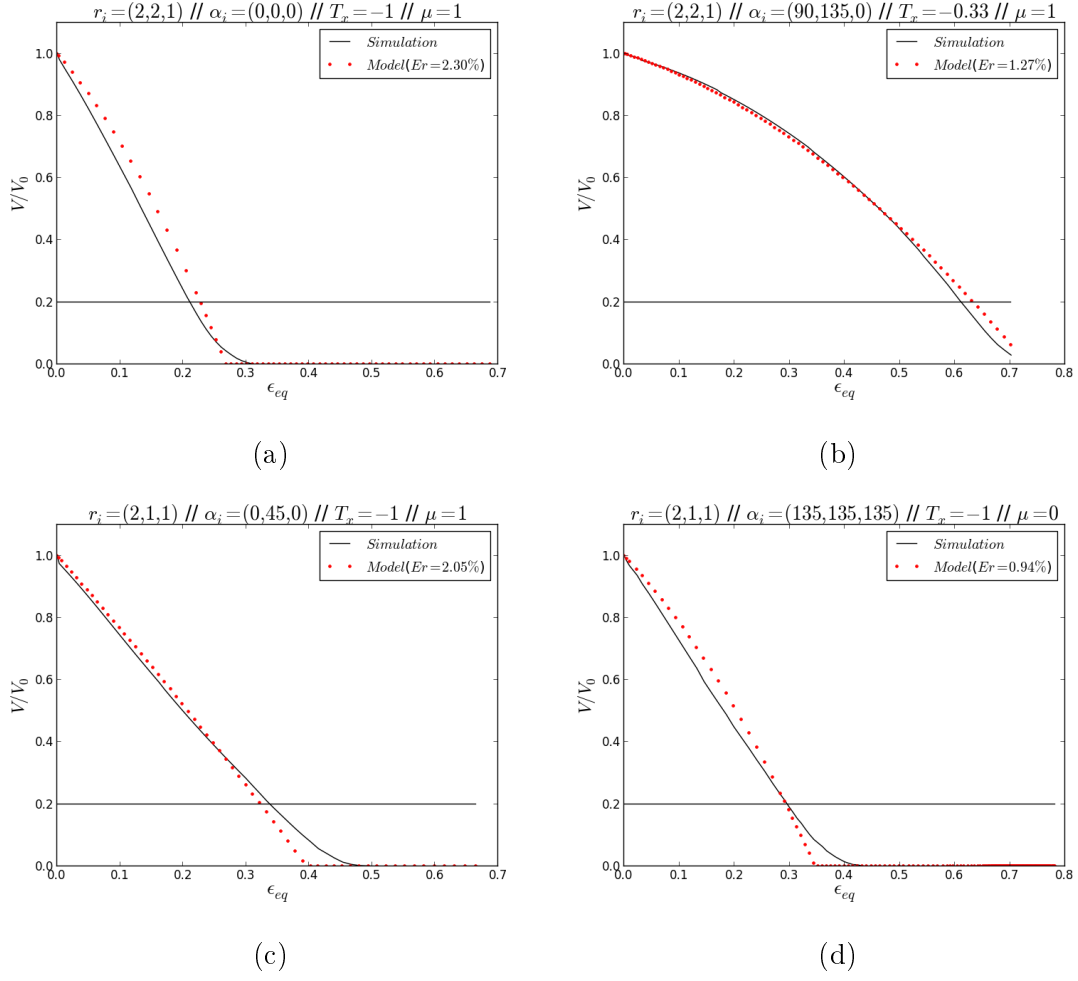 r_i=(2,2,1) // α_i=(0,0,0) // T_x=−1 // μ=1
Simulation
Model(Er=2.30%)
V/V_0
1.0
0.8
0.6
0.4
0.2
0.0
0.0 0.1 0.2 0.3 0.4 0.5 0.6 0.7
ϵ_eq
(a)
r_i=(2,2,1) // α_i=(90,135,0) // T_x=−0.33 // μ=1
Simulation
Model(Er=1.27%)
V/V_0
1.0
0.8
0.6
0.4
0.2
0.0
0.0 0.1 0.2 0.3 0.4 0.5 0.6 0.7 0.8
ϵ_eq
(b)
r_i=(2,1,1) // α_i=(0,45,0) // T_x=−1 // μ=1
Simulation
Model(Er=2.05%)
V/V_0
1.0
0.8
0.6
0.4
0.2
0.0
0.0 0.1 0.2 0.3 0.4 0.5 0.6 0.7
ϵ_eq
(c)
r_i=(2,1,1) // α_i=(135,135,135) // T_x=−1 // μ=0
Simulation
Model(Er=0.94%)
V/V_0
1.0
0.8
0.6
0.4
0.2
0.0
0.0 0.1 0.2 0.3 0.4 0.5 0.6 0.7 0.8
ϵ_eq
(d)